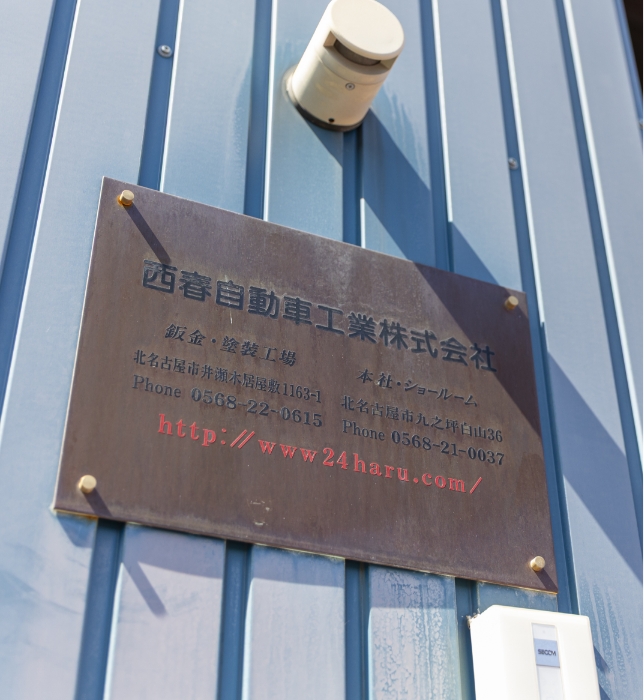 西春自動車工業株式会社
鈑金・塗装工場
北名古屋市井瀬木居屋敷1163-1
Phone 0568-22-0615
本社・ショールーム
北名古屋市九之坪白山36
Phone 0568-21-0037
http://www24haru.com/
SECOM